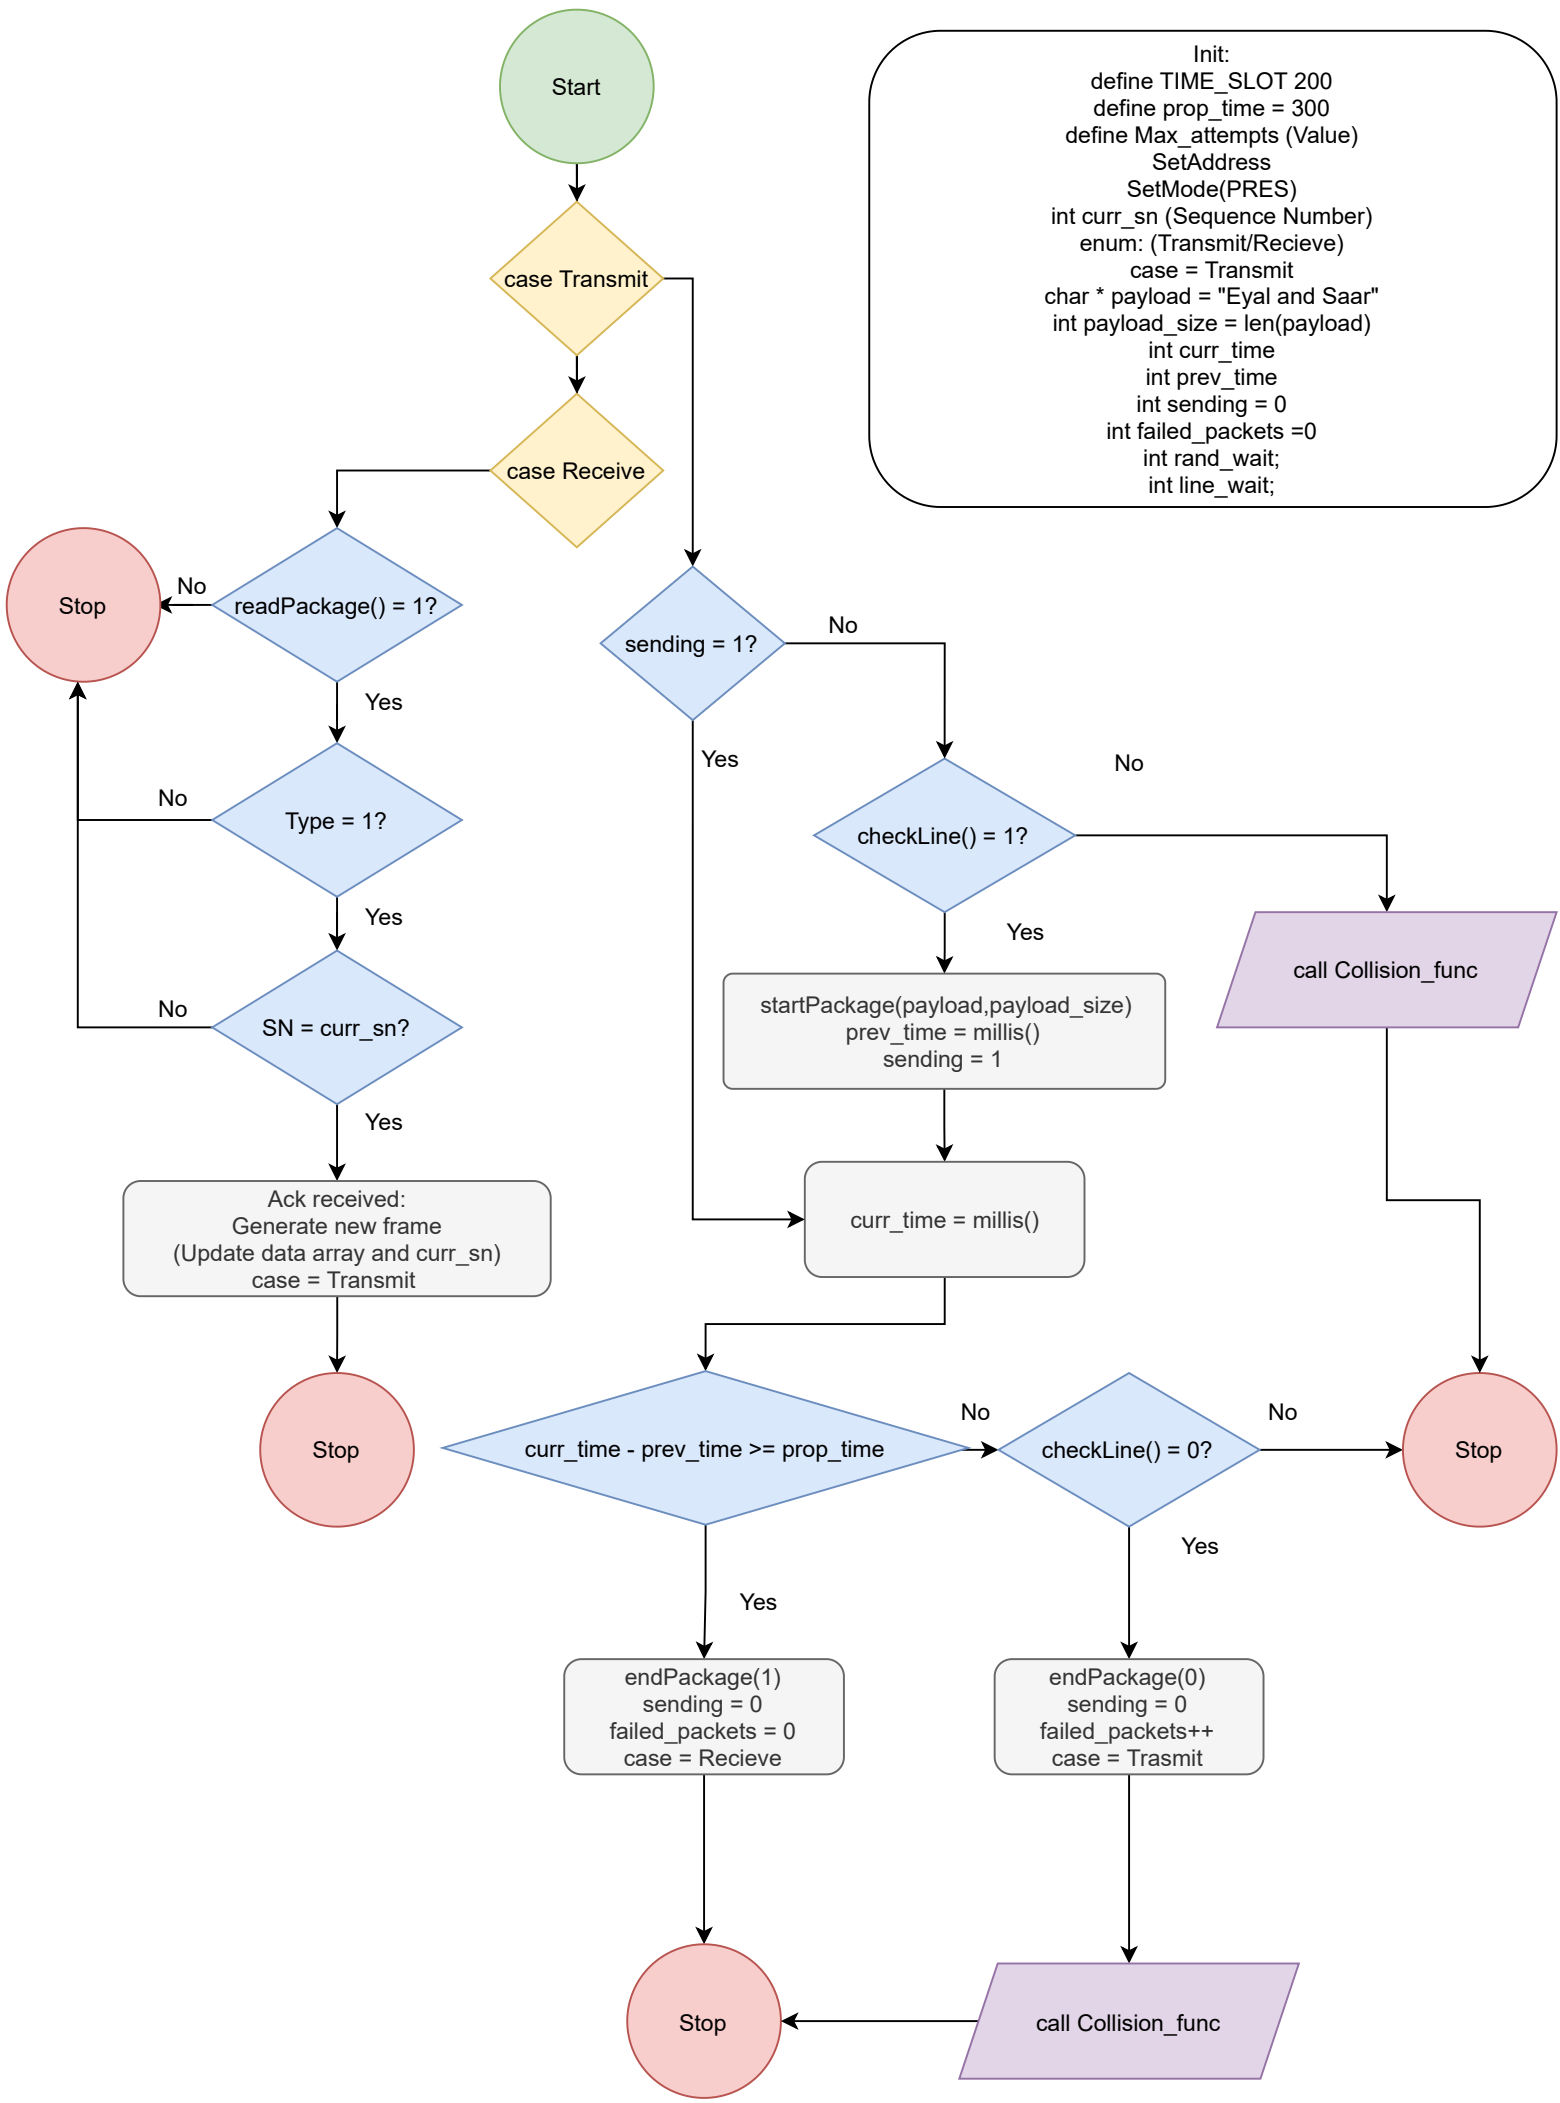 Start
Init:
define TIME_SLOT 200
define prop_time = 300
define Max_attempts (Value)
SetAddress
SetMode(PRES)
int curr_sn (Sequence Number)
enum: (Transmit/Recieve)
case = Transmit
char * payload = "Eyal and Saar"
int payload_size = len(payload)
int curr_time
int prev_time
int sending = 0
int failed_packets =0
int rand_wait;
int line_wait;
case Transmit
case Receive
Stop
No
readPackage() = 1?
Yes
sending = 1?
No
Yes
No
Type = 1?
No
Yes
checkLine() = 1?
No
Yes
SN = curr_sn?
Yes
call Collision_func
startPackage(payload,payload_size)
prev_time = millis()
sending = 1
Ack received:
Generate new frame
(Update data array and curr_sn)
case = Transmit
curr_time = millis()
Stop
curr_time - prev_time >= prop_time
No
checkLine() = 0?
No
Stop
Yes
Yes
endPackage(1)
sending = 0
failed_packets = 0
case = Recieve
endPackage(0)
sending = 0
failed_packets++
case = Trasmit
Stop
call Collision_func